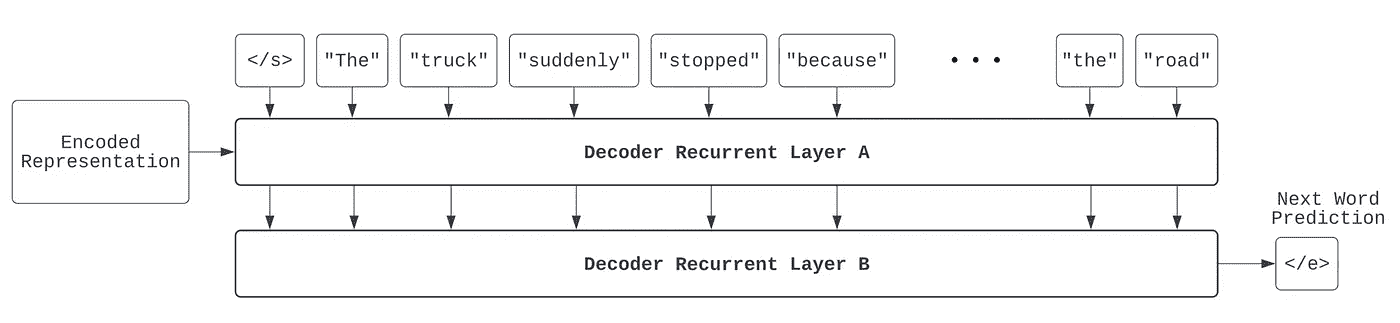 </s> "The" "truck" "suddenly" "stopped" "because" • • • "the" "road"
Encoded
Representation
Decoder Recurrent Layer A
Decoder Recurrent Layer B
Next Word
Prediction
</e>